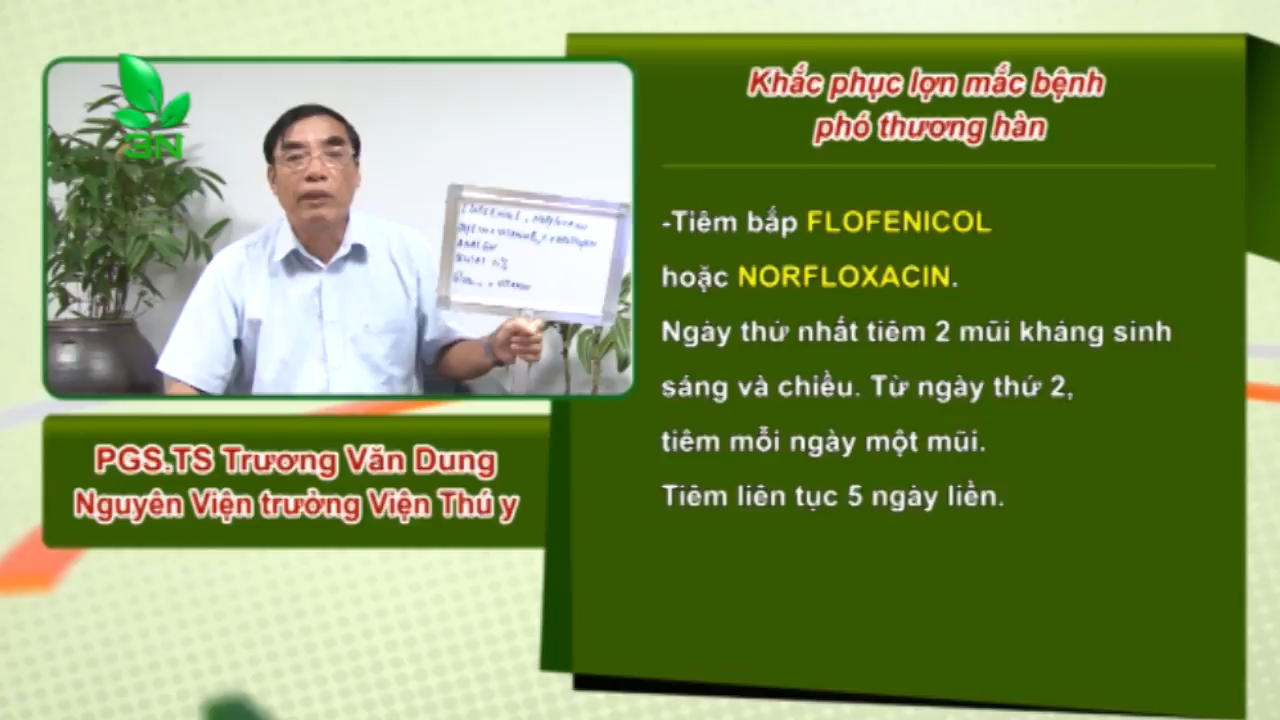 3N
Khắc phục lợn mắc bệnh
phó thương hàn
-Tiêm bắp FLOFENICOL
hoặc NORFLOXACIN.
Ngày thứ nhất tiêm 2 mũi kháng sinh
sáng và chiều. Từ ngày thứ 2,
tiêm mỗi ngày một mũi.
Tiêm liên tục 5 ngày liền.
PGS.TS Trương Văn Dung
Nguyên Viện trưởng Viện Thú y